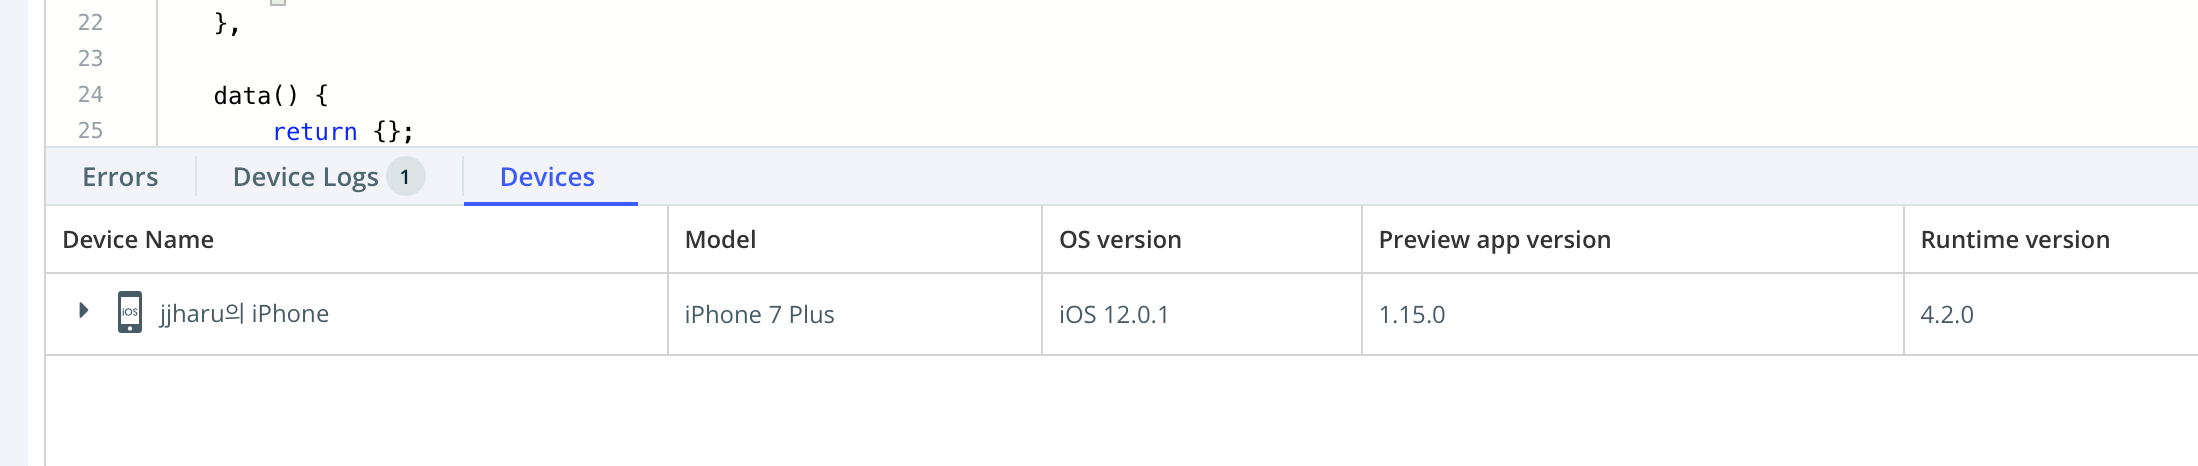 22 },
23
24 data() {
25 return {};
Errors Device Logs 1 Devices
Device Name Model OS version Preview app version Runtime version
iOS jjharu의 iPhone iPhone 7 Plus iOS 12.0.1 1.15.0 4.2.0